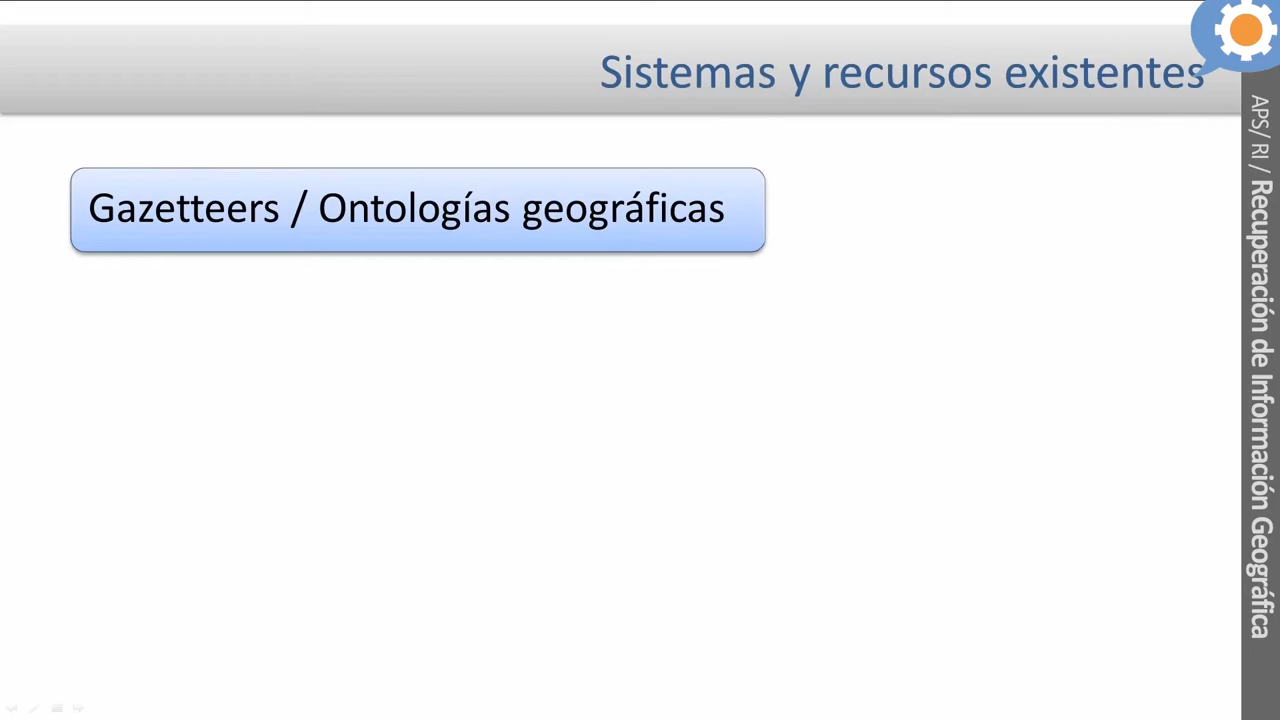 Sistemas y recursos existentes
Gazetteers / Ontologías geográficas
APS/ RI / Recuperación de Información Geográfica